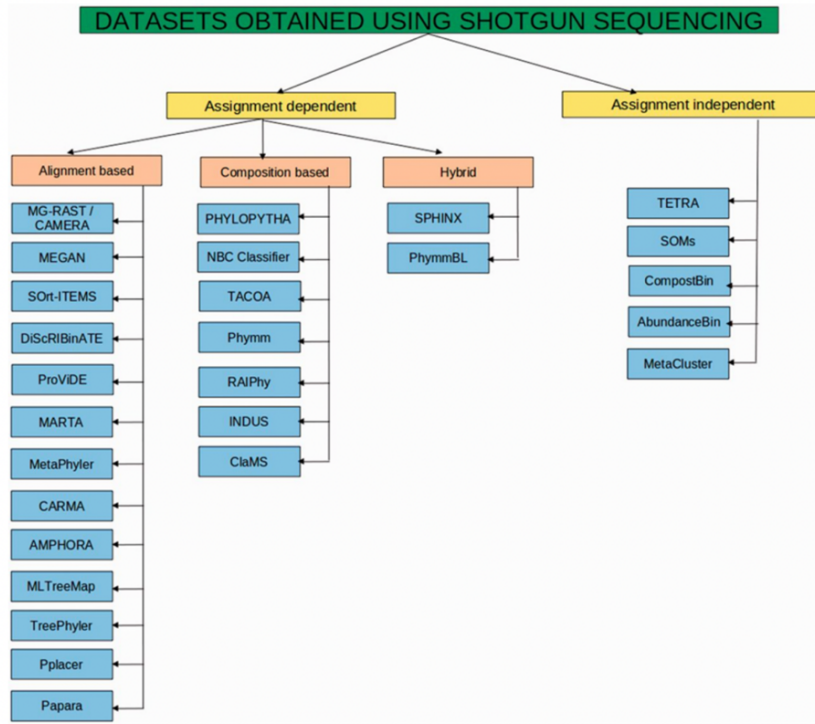 DATASETS OBTAINED USING SHOTGUN SEQUENCING
Assignment dependent
Assignment independent
Alignment based
Composition based
Hybrid
MG-RAST /
CAMERA
MEGAN
SOrt-ITEMS
DiScRIBinATE
ProViDE
MARTA
MetaPhyler
CARMA
AMPHORA
MLTreeMap
TreePhyler
Pplacer
Papara
PHYLOPYTHA
NBC Classifier
TACOA
Phymm
RAIPhy
INDUS
ClaMS
SPHINX
PhymmBL
TETRA
SOMs
CompostBin
AbundanceBin
MetaCluster